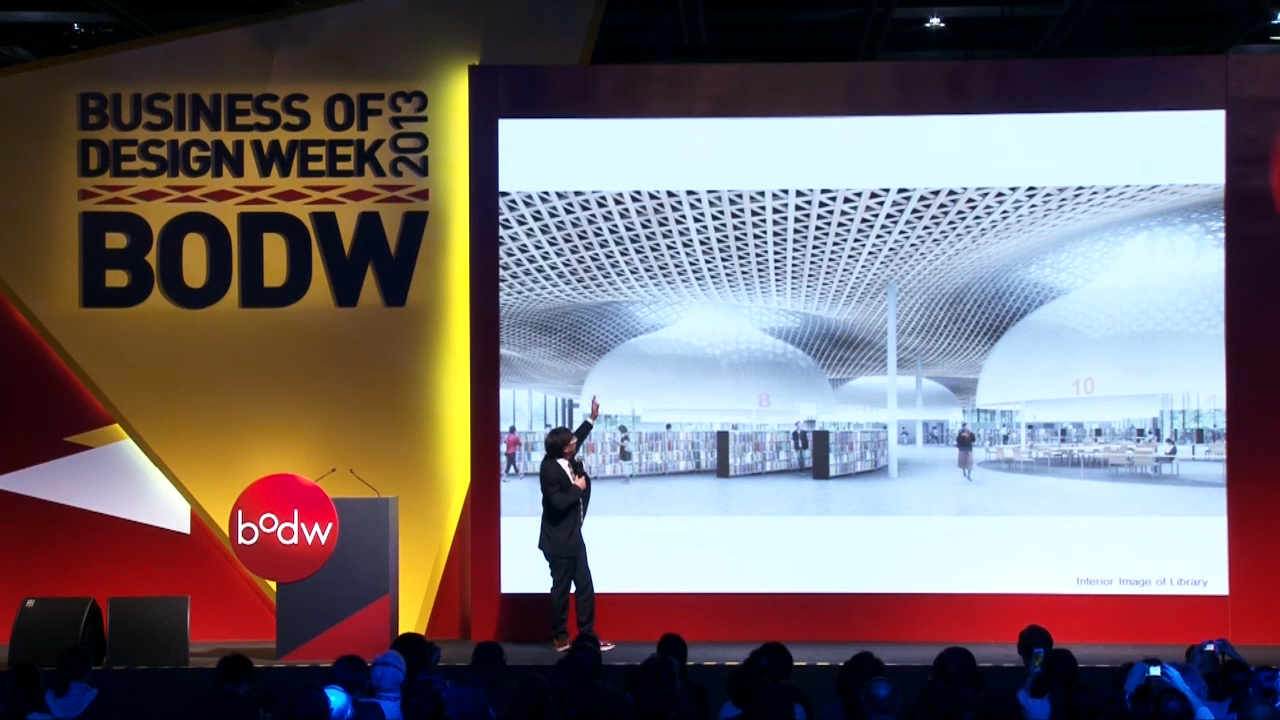 BUSINESS OF
DESIGN WEEK
2013
BODW
bodw
8
10
Interior Image of Library